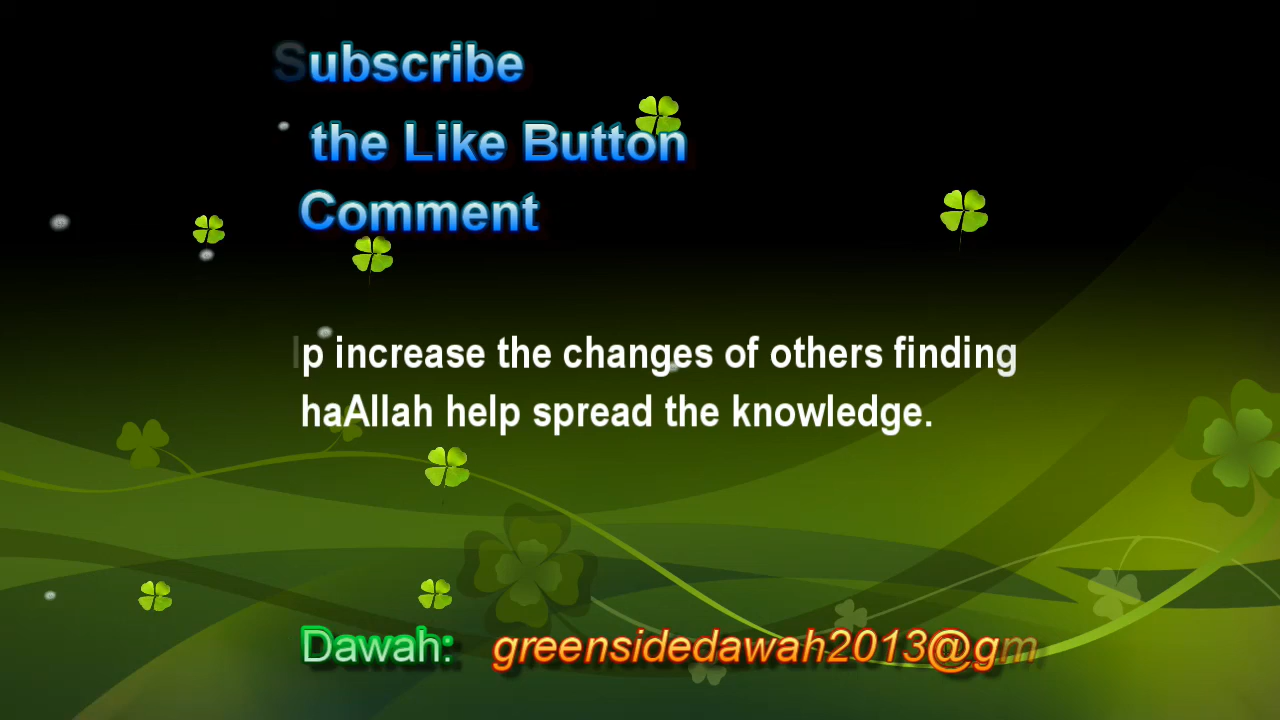 Subscribe
the Like Button
Comment
lp increase the changes of others finding
haAllah help spread the knowledge.
Dawah: greensidedawah2013@gm